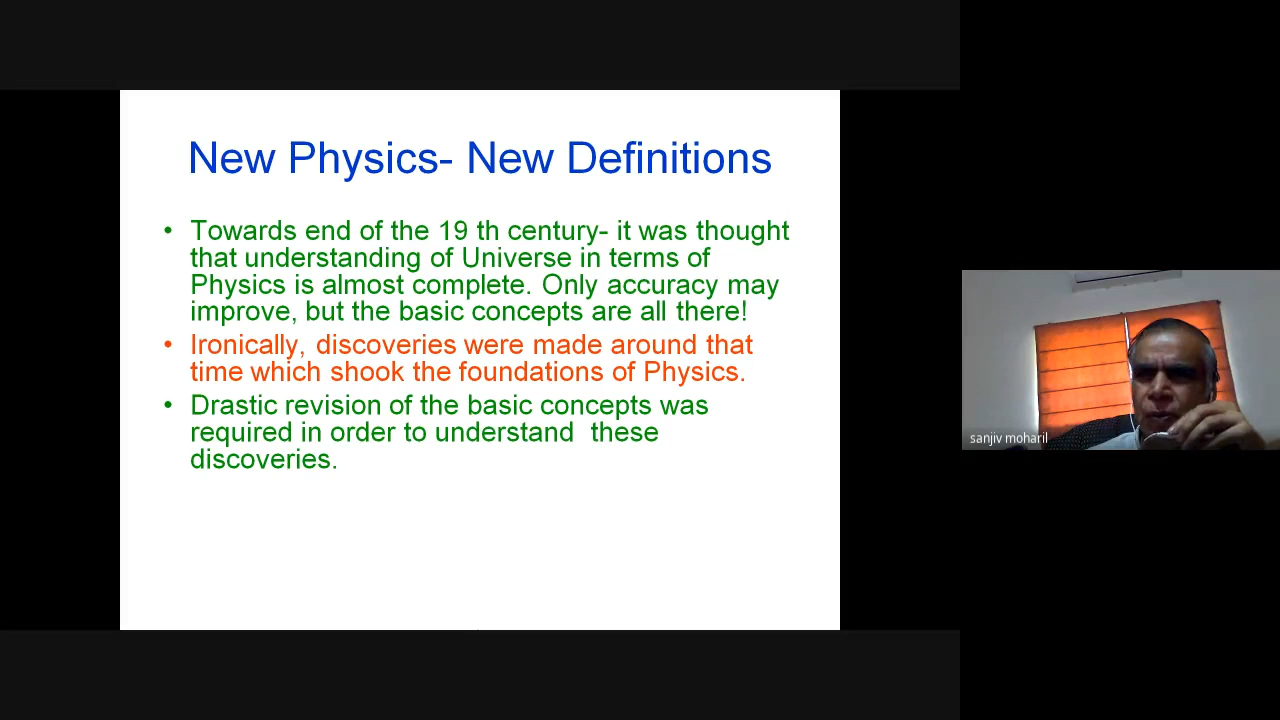 New Physics- New Definitions
• Towards end of the 19 th century- it was thought
that understanding of Universe in terms of
Physics is almost complete. Only accuracy may
improve, but the basic concepts are all there!
• Ironically, discoveries were made around that
time which shook the foundations of Physics.
• Drastic revision of the basic concepts was
required in order to understand  these
discoveries.
sanjiv moharil